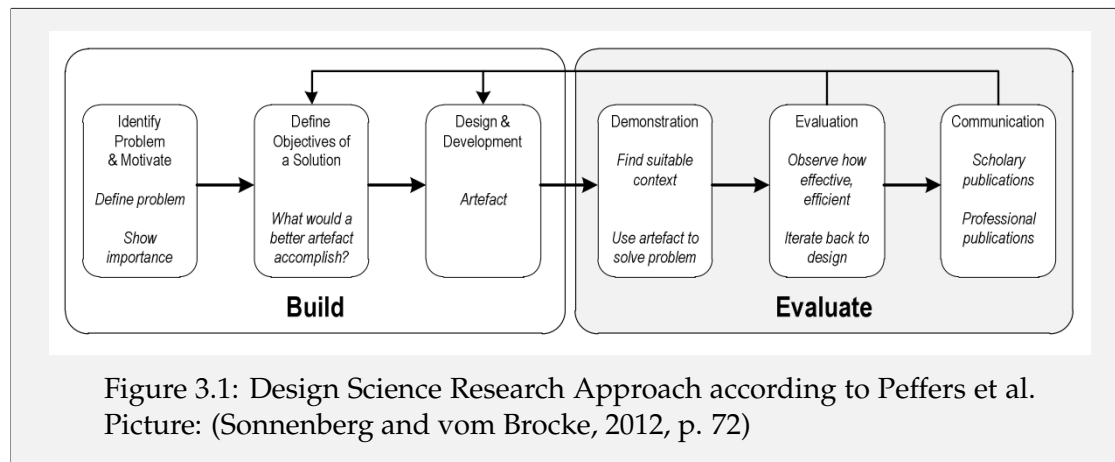 Identify
Problem
& Motivate
Define problem
Show
importance
Define
Objectives of
a Solution
What would a
better artefact
accomplish?
Design &
Development
Artefact
Build
Demonstration
Find suitable
context
Use artefact to
solve problem
Evaluation
Observe how
effective,
efficient
Iterate back to
design
Communication
Scholary
publications
Professional
publications
Evaluate
Figure 3.1: Design Science Research Approach according to Peffers et al.
Picture: (Sonnenberg and vom Brocke, 2012, p. 72)